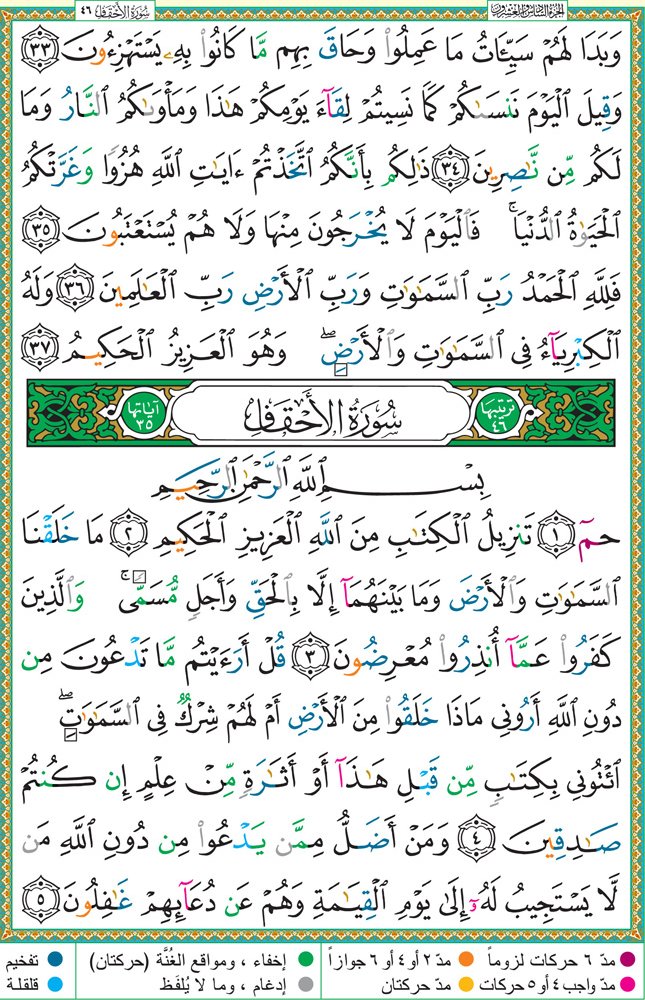 الجزء السادس والعشرون سورة الأحقاف ٤٦
وَبَدَا لَهُمْ سَيِّـَٔاتُ مَا عَمِلُوا۟ وَحَاقَ بِهِم مَّا كَانُوا۟ بِهِۦ يَسْتَهْزِءُونَ ٣٣
وَقِيلَ ٱلْيَوْمَ نَنسَىٰكُمْ كَمَا نَسِيتُمْ لِقَآءَ يَوْمِكُمْ هَٰذَا وَمَأْوَىٰكُمُ ٱلنَّارُ وَمَا
لَكُم مِّن نَّٰصِرِينَ ٣٤ ذَٰلِكُم بِأَنَّكُمُ ٱتَّخَذْتُمْ ءَايَٰتِ ٱللَّهِ هُزُوًا وَغَرَّتْكُمُ
ٱلْحَيَوٰةُ ٱلدُّنْيَا ۚ فَٱلْيَوْمَ لَا يُخْرَجُونَ مِنْهَا وَلَا هُمْ يُسْتَعْتَبُونَ ٣٥
فَلِلَّهِ ٱلْحَمْدُ رَبِّ ٱلسَّمَٰوَٰتِ وَرَبِّ ٱلْأَرْضِ رَبِّ ٱلْعَٰلَمِينَ ٣٦ وَلَهُ
ٱلْكِبْرِيَآءُ فِى ٱلسَّمَٰوَٰتِ وَٱلْأَرْضِ ۖ وَهُوَ ٱلْعَزِيزُ ٱلْحَكِيمُ ٣٧
ترتيبها ٤٦ سُورَةُ الأَحْقَافِ آياتها ٣٥
بِسْمِ ٱللَّهِ ٱلرَّحْمَٰنِ ٱلرَّحِيمِ
حمٓ ١ تَنزِيلُ ٱلْكِتَٰبِ مِنَ ٱللَّهِ ٱلْعَزِيزِ ٱلْحَكِيمِ ٢ مَا خَلَقْنَا
ٱلسَّمَٰوَٰتِ وَٱلْأَرْضَ وَمَا بَيْنَهُمَآ إِلَّا بِٱلْحَقِّ وَأَجَلٍ مُّسَمًّى ۚ وَٱلَّذِينَ
كَفَرُوا۟ عَمَّآ أُنذِرُوا۟ مُعْرِضُونَ ٣ قُلْ أَرَءَيْتُم مَّا تَدْعُونَ مِن
دُونِ ٱللَّهِ أَرُونِى مَاذَا خَلَقُوا۟ مِنَ ٱلْأَرْضِ أَمْ لَهُمْ شِرْكٌ فِى ٱلسَّمَٰوَٰتِ ۖ
ٱئْتُونِى بِكِتَٰبٍ مِّن قَبْلِ هَٰذَآ أَوْ أَثَٰرَةٍ مِّنْ عِلْمٍ إِن كُنتُمْ
صَٰدِقِينَ ٤ وَمَنْ أَضَلُّ مِمَّن يَدْعُوا۟ مِن دُونِ ٱللَّهِ مَن
لَّا يَسْتَجِيبُ لَهُۥٓ إِلَىٰ يَوْمِ ٱلْقِيَٰمَةِ وَهُمْ عَن دُعَآئِهِمْ غَٰفِلُونَ ٥
مدّ ٦ حركات لزوماً مدّ ٢ أو ٤ أو ٦ جوازاً إخفاء ، ومواقع الغُنَّة (حركتان) تفخيم
مدّ واجب ٤ أو ٥ حركات مدّ حركتان إدغام ، وما لا يُلفَظ قلقلة